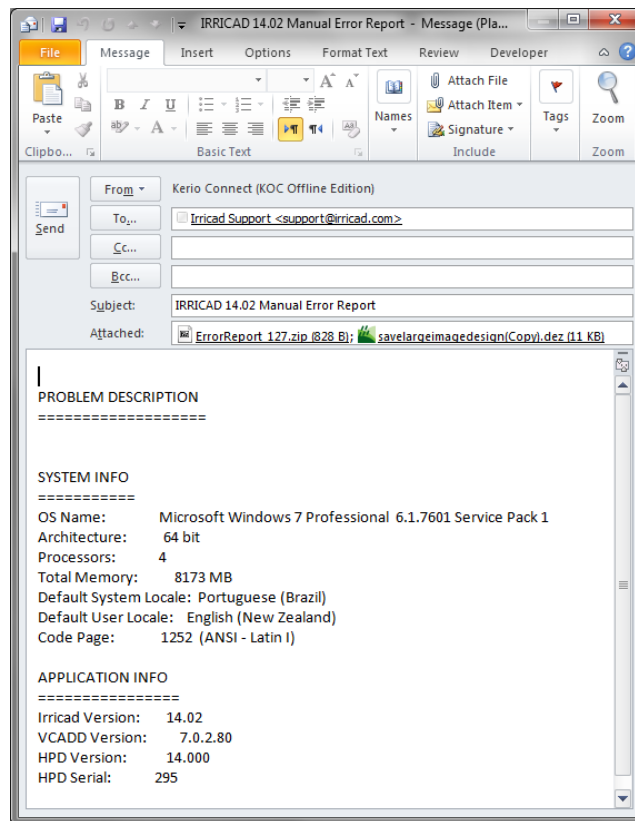 IRRICAD 14.02 Manual Error Report - Message (Pla...
File Message Insert Options Format Text Review Developer
Paste
B I U
A A
ab A
Names
Attach File
Attach Item
Signature
Tags
Zoom
Clipbo... Basic Text Include Zoom
From Kerio Connect (KOC Offline Edition)
Send
To... Irricad Support <support@irricad.com>
Cc...
Bcc...
Subject: IRRICAD 14.02 Manual Error Report
Attached: ErrorReport_127.zip (828 B); savelargeimagedesign(Copy).dez (11 KB)
PROBLEM DESCRIPTION
===================
SYSTEM INFO
===========
OS Name: Microsoft Windows 7 Professional 6.1.7601 Service Pack 1
Architecture: 64 bit
Processors: 4
Total Memory: 8173 MB
Default System Locale: Portuguese (Brazil)
Default User Locale: English (New Zealand)
Code Page: 1252 (ANSI - Latin I)
APPLICATION INFO
================
Irricad Version: 14.02
VCADD Version: 7.0.2.80
HPD Version: 14.000
HPD Serial: 295